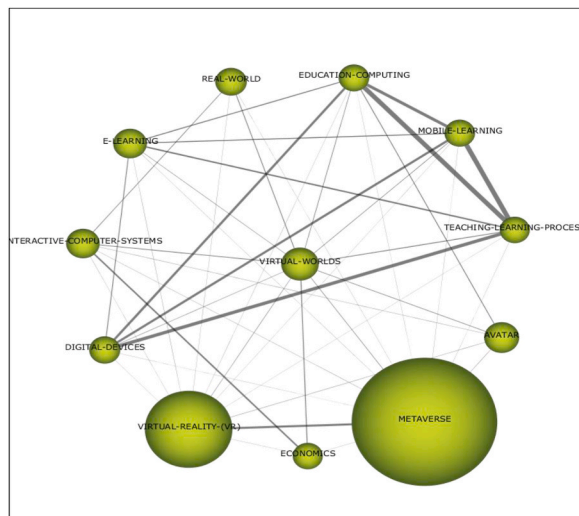 EDUCATION-COMPUTING
REAL-WORLD
MOBILE-LEARNING
E-LEARNING
TEACHING-LEARNING-PROCES
NTERACTIVE-COMPUTER-SYSTEMS
VIRTUAL-WORLDS
AVATAR
DIGITAL-DEVICES
METAVERSE
VIRTUAL-REALITY-(VR)
ECONOMICS